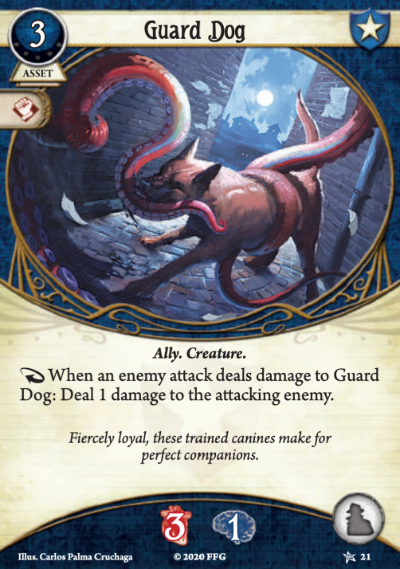 Guard Dog
3
ASSET
Ally. Creature.
When an enemy attack deals damage to Guard
Dog: Deal 1 damage to the attacking enemy.
Fiercely loyal, these trained canines make for
perfect companions.
3
1
Illus. Carlos Palma Cruchaga
© 2020 FFG
21